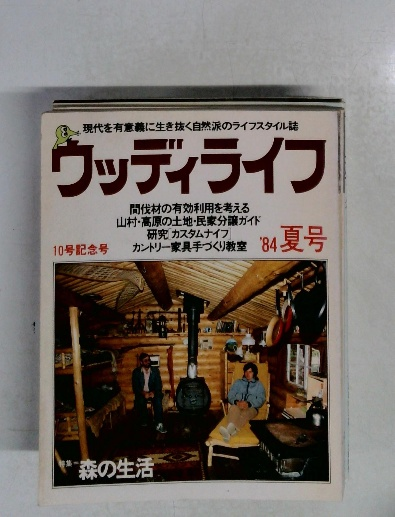 現代を有意義に生き抜く自然派のライフスタイル誌
ウッディライフ
間伐材の有効利用を考える
山村・高原の土地・民家分譲ガイド
研究「カスタムナイフ」
カントリー家具手づくり教室
10号記念号
'84 夏号
特集=森の生活